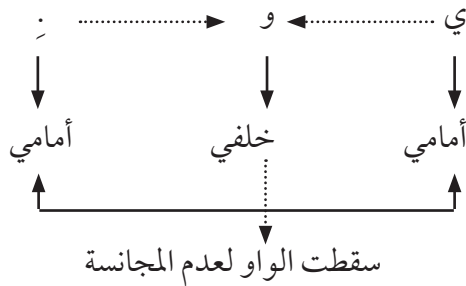 ي و ـِ
أمامي خلفي أمامي
سقطت الواو لعدم المجانسة